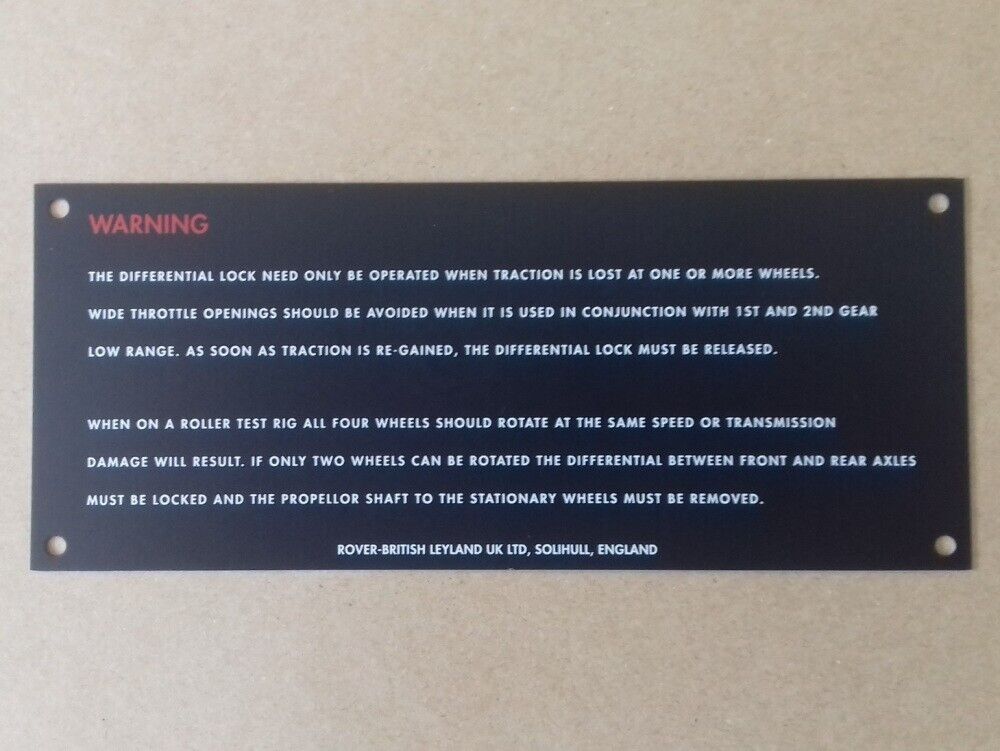 WARNING
THE DIFFERENTIAL LOCK NEED ONLY BE OPERATED WHEN TRACTION IS LOST AT ONE OR MORE WHEELS.
WIDE THROTTLE OPENINGS SHOULD BE AVOIDED WHEN IT IS USED IN CONJUNCTION WITH 1ST AND 2ND GEAR
LOW RANGE. AS SOON AS TRACTION IS RE-GAINED, THE DIFFERENTIAL LOCK MUST BE RELEASED.
WHEN ON A ROLLER TEST RIG ALL FOUR WHEELS SHOULD ROTATE AT THE SAME SPEED OR TRANSMISSION
DAMAGE WILL RESULT. IF ONLY TWO WHEELS CAN BE ROTATED THE DIFFERENTIAL BETWEEN FRONT AND REAR AXLES
MUST BE LOCKED AND THE PROPELLOR SHAFT TO THE STATIONARY WHEELS MUST BE REMOVED.
ROVER-BRITISH LEYLAND UK LTD, SOLIHULL, ENGLAND